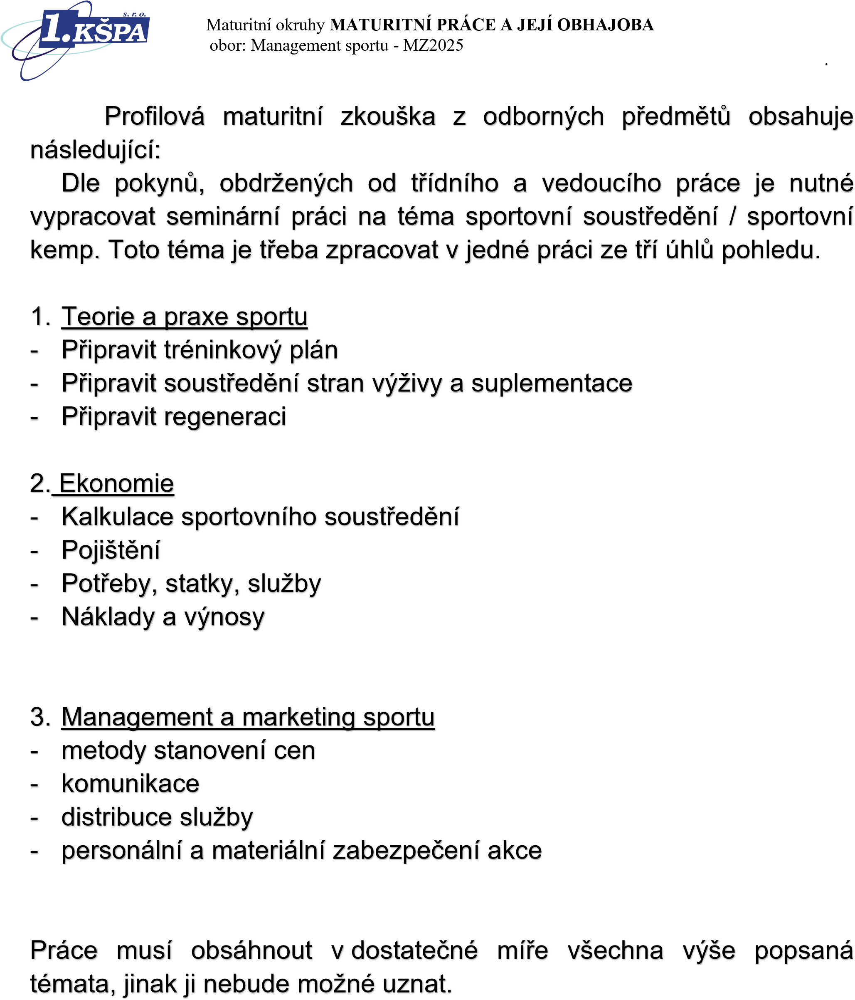 s. r. o.
1.KŠPA
Maturitní okruhy MATURITNÍ PRÁCE A JEJÍ OBHAJOBA
obor: Management sportu - MZ2025
.
Profilová maturitní zkouška z odborných předmětů obsahuje
následující:
Dle pokynů, obdržených od třídního a vedoucího práce je nutné
vypracovat seminární práci na téma sportovní soustředění / sportovní
kemp. Toto téma je třeba zpracovat v jedné práci ze tří úhlů pohledu.
1. Teorie a praxe sportu
- Připravit tréninkový plán
- Připravit soustředění stran výživy a suplementace
- Připravit regeneraci
2. Ekonomie
- Kalkulace sportovního soustředění
- Pojištění
- Potřeby, statky, služby
- Náklady a výnosy
3. Management a marketing sportu
- metody stanovení cen
- komunikace
- distribuce služby
- personální a materiální zabezpečení akce
Práce musí obsáhnout v dostatečné míře všechna výše popsaná
témata, jinak ji nebude možné uznat.